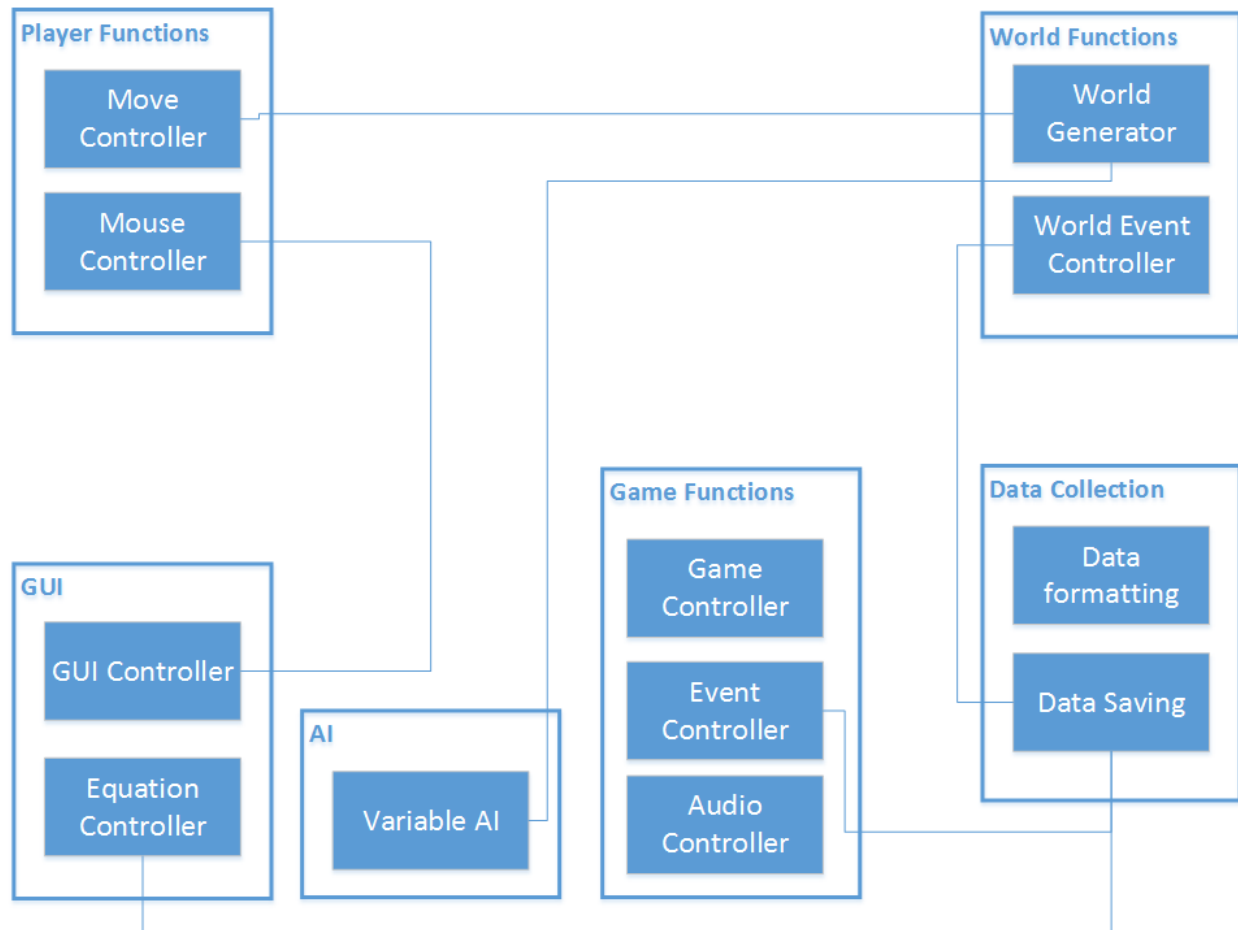 Player Functions
Move
Controller
Mouse
Controller
World Functions
World
Generator
World Event
Controller
GUI
GUI Controller
Equation
Controller
AI
Variable AI
Game Functions
Game
Controller
Event
Controller
Audio
Controller
Data Collection
Data
formatting
Data Saving